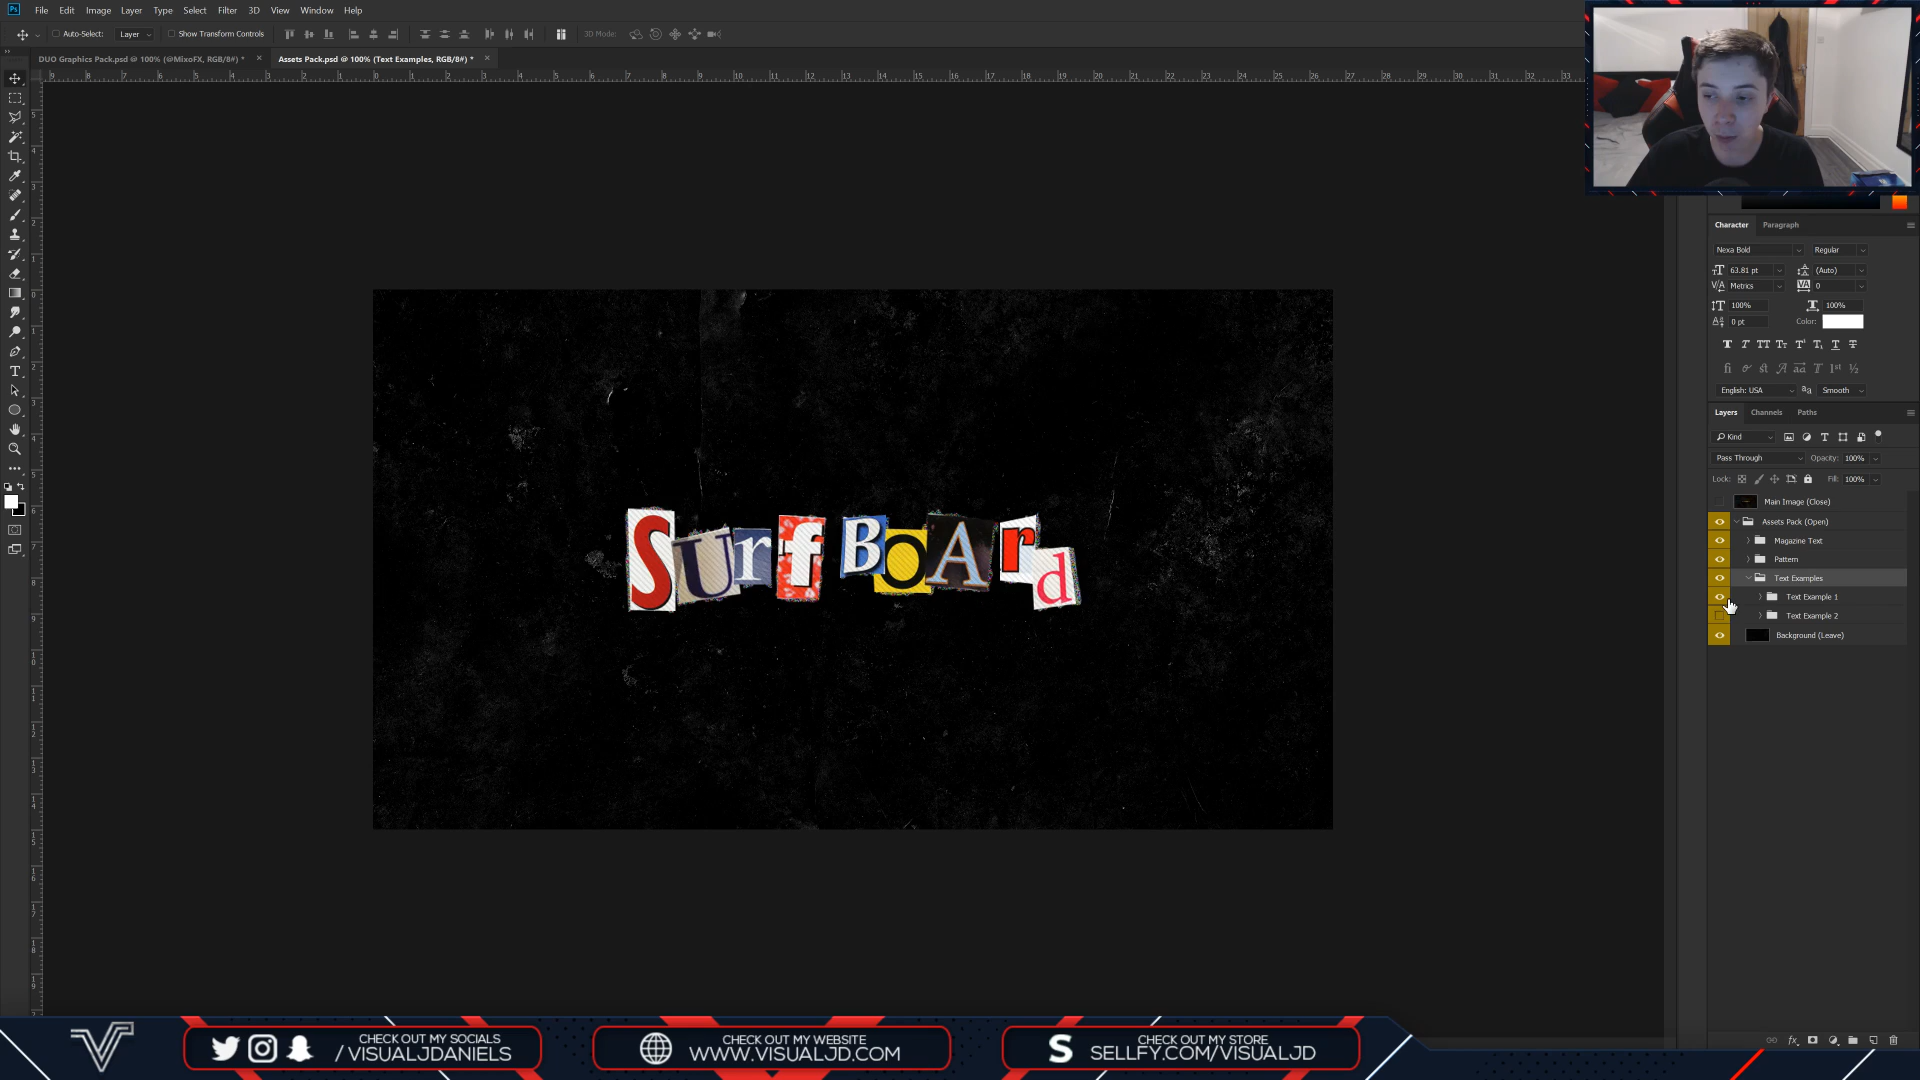 Ps File Edit Image Layer Type Select Filter 3D View Window Help
Auto-Select: Layer Show Transform Controls 3D Mode:
DUO Graphics Pack.psd @ 100% (@MixoFX, RGB/8#) * ×
Assets Pack.psd @ 100% (Text Examples, RGB/8#) * ×
SurfBoArd
Character Paragraph
Nexa Bold Regular
63.81 pt (Auto)
Metrics 0
100% 100%
0 pt Color:
English: USA Smooth
Layers Channels Paths
Kind
Pass Through Opacity: 100%
Lock: Fill: 100%
Main Image (Close)
Assets Pack (Open)
Magazine Text
Pattern
Text Examples
Text Example 1
Text Example 2
Background (Leave)
CHECK OUT MY SOCIALS
/VISUALJDANIELS
CHECK OUT MY WEBSITE
WWW.VISUALJD.COM
CHECK OUT MY STORE
SELLFY.COM/VISUALJD